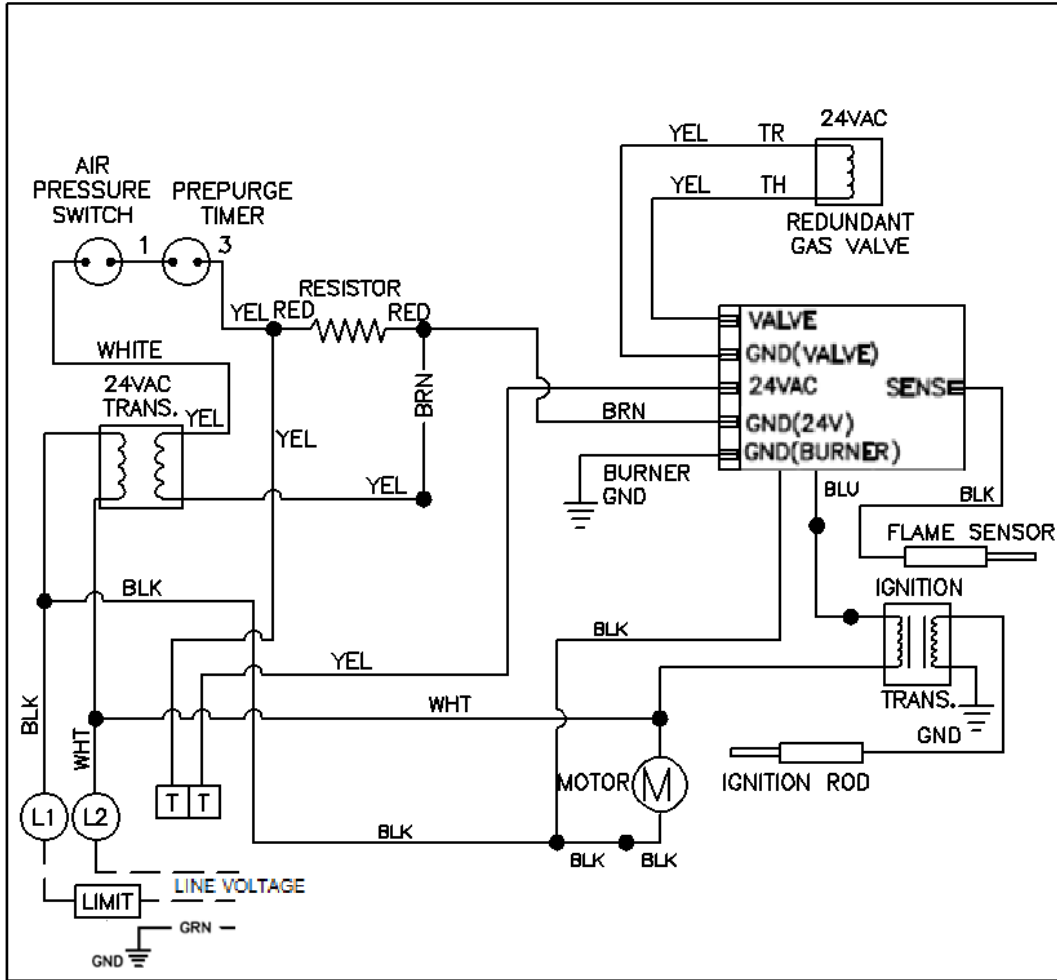 24VAC
YEL
TR
YEL
TH
REDUNDANT
GAS VALVE
AIR
PRESSURE
SWITCH
PREPURGE
TIMER
1
3
RESISTOR
YEL
RED
RED
WHITE
24VAC
TRANS.
YEL
BRN
YEL
YEL
VALVE
GND(VALVE)
24VAC
SENSE
BRN
GND(24V)
GND(BURNER)
BURNER
GND
BLU
BLK
FLAME SENSOR
IGNITION
TRANS.
GND
BLK
BLK
YEL
WHT
BLK
WHT
MOTOR
M
IGNITION ROD
T
T
L1
L2
BLK
BLK
BLK
LINE VOLTAGE
LIMIT
GRN
GND